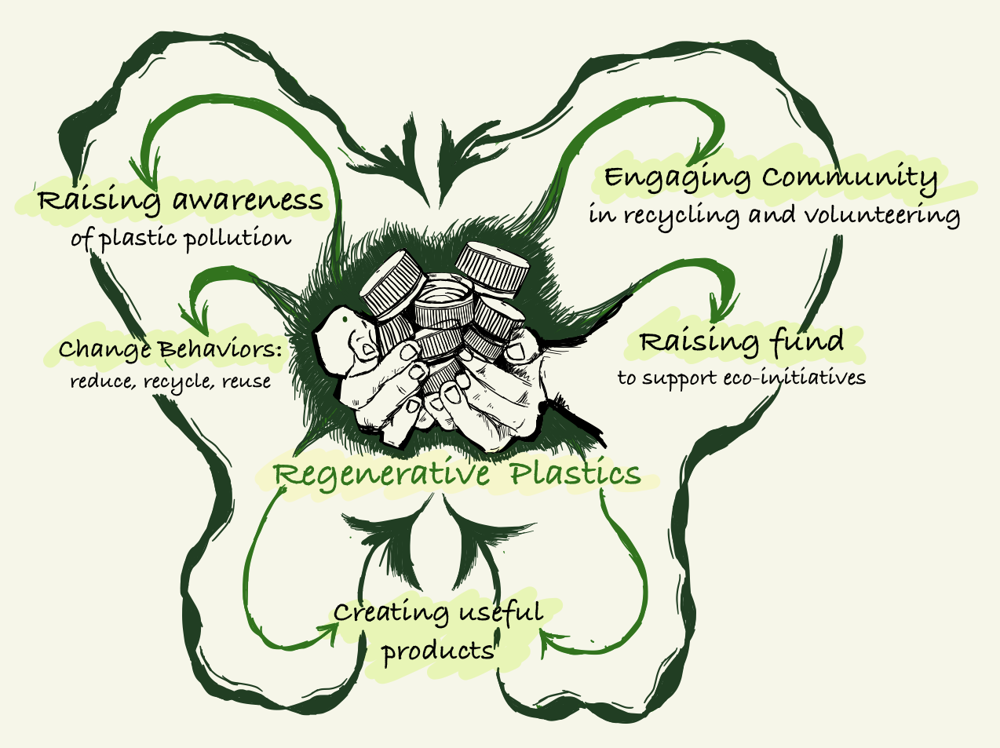 Raising awareness
of plastic pollution
Engaging Community
in recycling and volunteering
Change Behaviors:
reduce, recycle, reuse
Raising fund
to support eco-initiatives
Regenerative Plastics
Creating useful
products